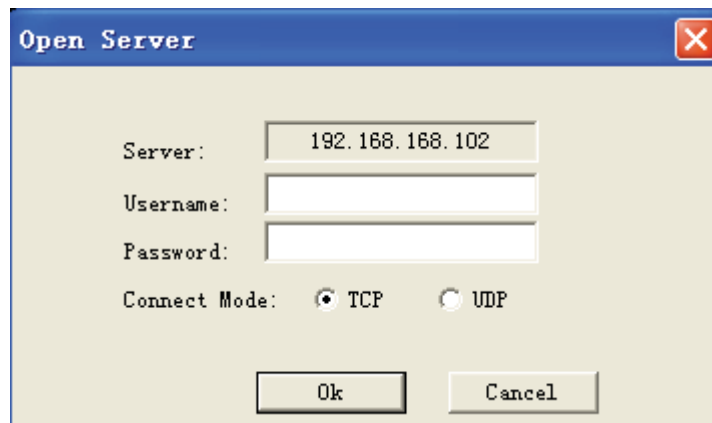 Open Server
Server: 192.168.168.102
Username:
Password:
Connect Mode: TCP UDP
Ok Cancel